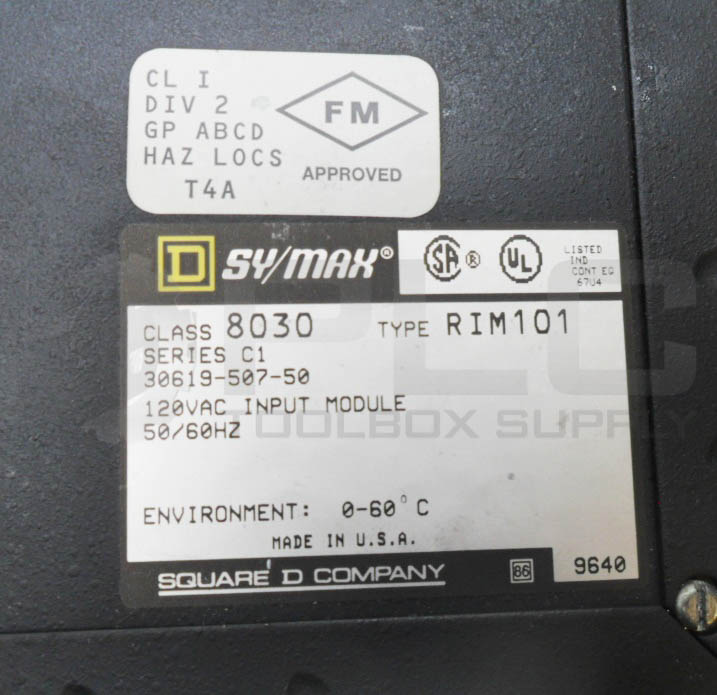 CL I
DIV 2
GP ABCD
HAZ LOCS
T4A
FM
APPROVED
D SY/MAX®
SA ®
UL
LISTED
IND
CONT EQ
67U4
CLASS 8030 TYPE RIM101
SERIES C1
30619-507-50
120VAC INPUT MODULE
50/60HZ
ENVIRONMENT: 0-60°C
MADE IN U.S.A.
SQUARE D COMPANY
86
9640
PLC
TOOLBOX SUPPLY